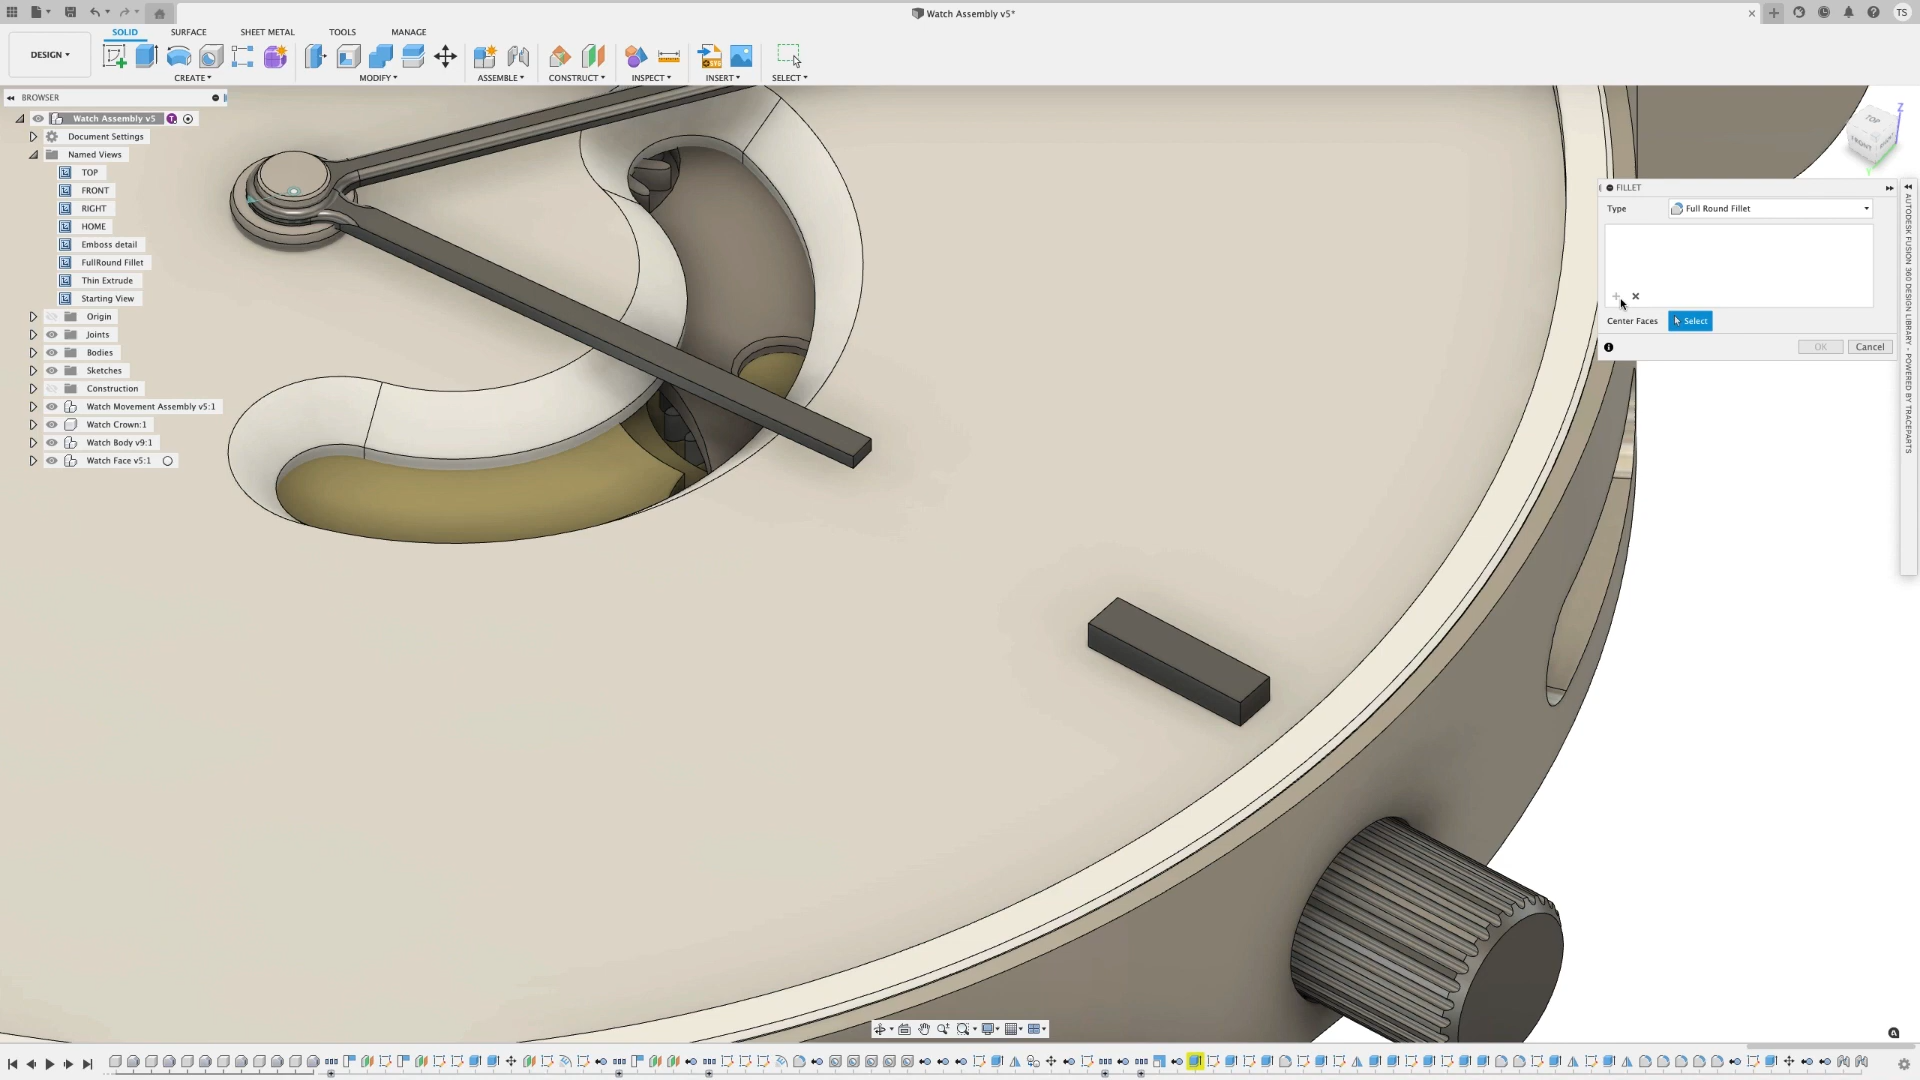 Watch Assembly v5*
TS
DESIGN
SOLID
SURFACE
SHEET METAL
TOOLS
MANAGE
CREATE
MODIFY
ASSEMBLE
CONSTRUCT
INSPECT
INSERT
SELECT
BROWSER
Watch Assembly v5
Document Settings
Named Views
TOP
FRONT
RIGHT
HOME
Emboss detail
FullRound Fillet
Thin Extrude
Starting View
Origin
Joints
Bodies
Sketches
Construction
Watch Movement Assembly v5:1
Watch Crown:1
Watch Body v9:1
Watch Face v5:1
Z
TOP
FRONT
Y
FILLET
Type
Full Round Fillet
Center Faces
Select
OK
Cancel
AUTODESK FUSION 360 DESIGN LIBRARY - POWERED BY TRACEPARTS